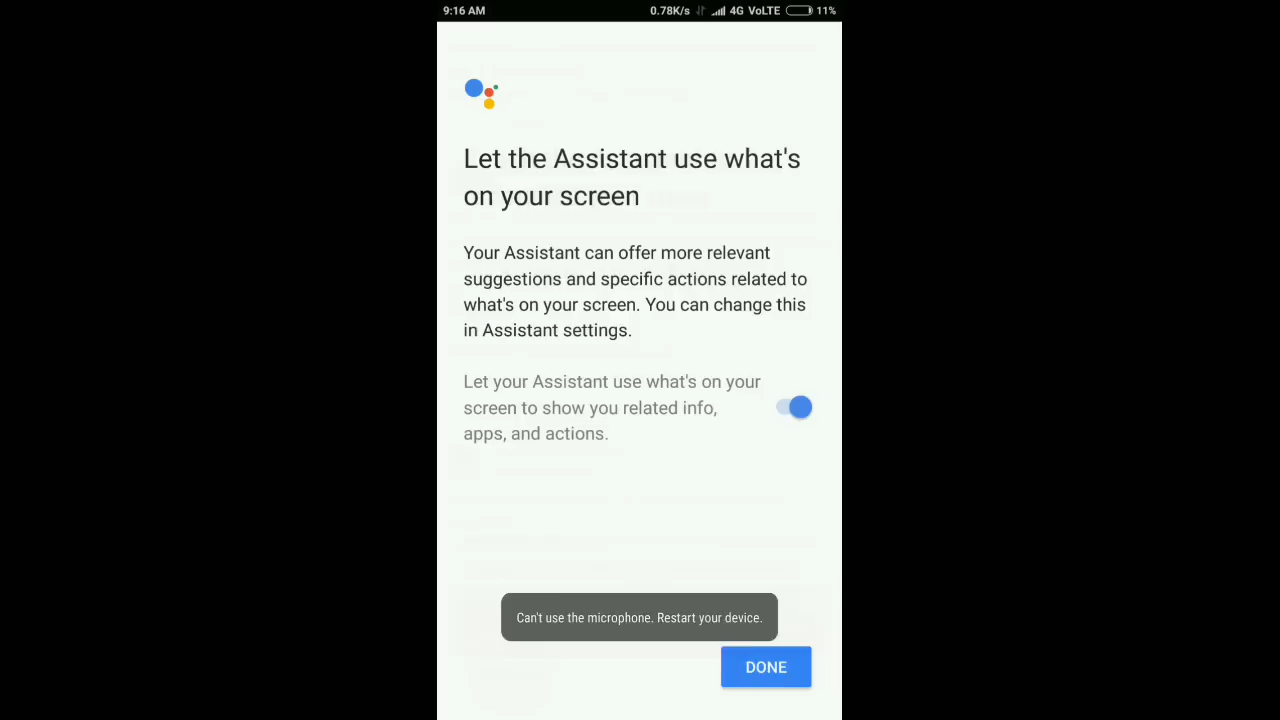 9:16 AM 0.78K/s 4G VoLTE 11%
Let the Assistant use what's
on your screen
Your Assistant can offer more relevant
suggestions and specific actions related to
what's on your screen. You can change this
in Assistant settings.
Let your Assistant use what's on your
screen to show you related info,
apps, and actions.
Can't use the microphone. Restart your device.
DONE